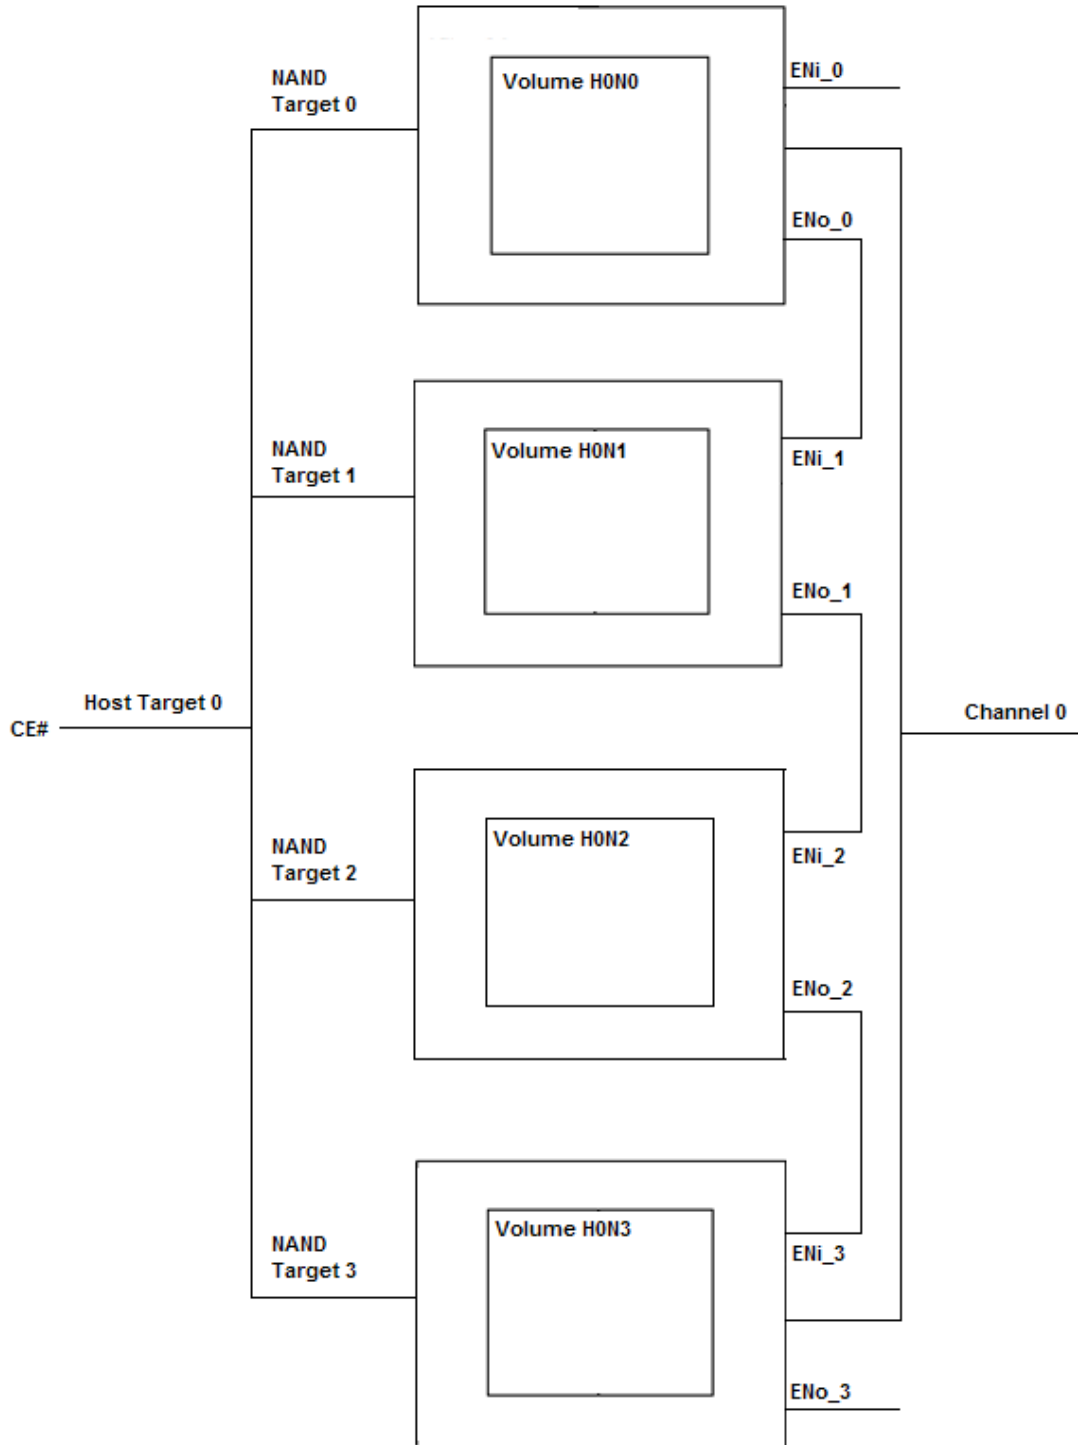 NAND
Target 0
Volume H0N0
ENi_0
ENo_0
NAND
Target 1
Volume H0N1
ENi_1
ENo_1
CE#
Host Target 0
Channel 0
NAND
Target 2
Volume H0N2
ENi_2
ENo_2
NAND
Target 3
Volume H0N3
ENi_3
ENo_3